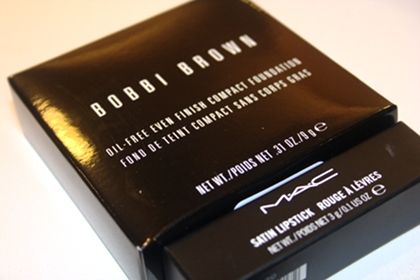 BOBBI BROWN
OIL-FREE EVEN FINISH COMPACT FOUNDATION
FOND DE TEINT COMPACT SANS CORPS GRAS
NET WT./POIDS NET .31 OZ/9g ℮
MAC
SATIN LIPSTICK ROUGE À LÈVRES
NET WT./POIDS NET 3 g/0.1 US OZ ℮